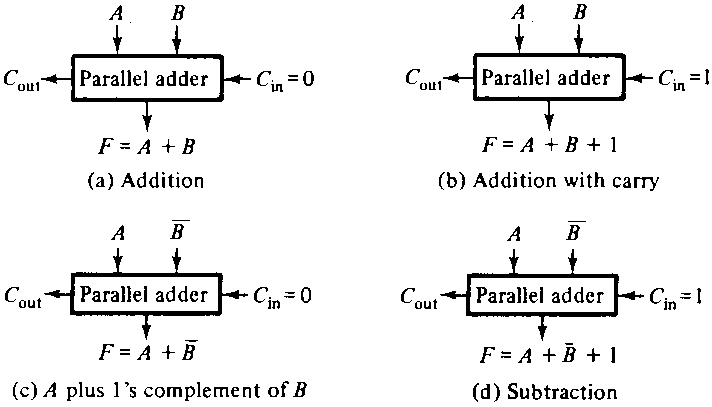 A B
C_out Parallel adder C_in = 0
F = A + B
(a) Addition
A B
C_out Parallel adder C_in = 1
F = A + B + 1
(b) Addition with carry
A B̅
C_out Parallel adder C_in = 0
F = A + B̅
(c) A plus 1's complement of B
A B̅
C_out Parallel adder C_in = 1
F = A + B̅ + 1
(d) Subtraction